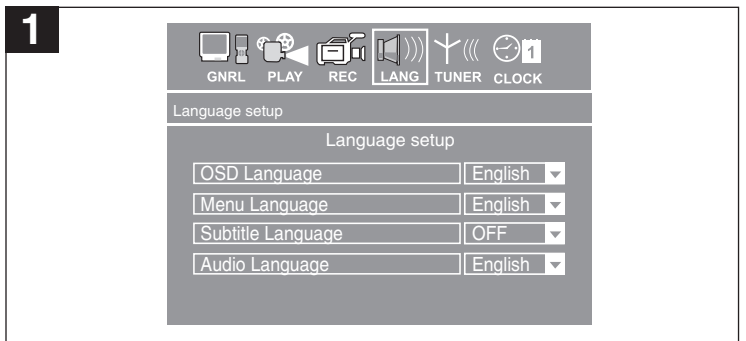 1
1
GNRL PLAY REC LANG TUNER CLOCK
Language setup
Language setup
OSD Language English
Menu Language English
Subtitle Language OFF
Audio Language English